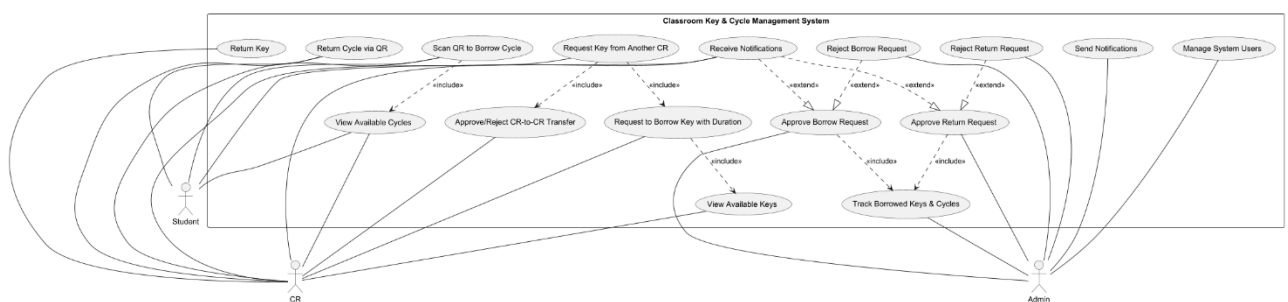 Classroom Key & Cycle Management System
Return Key
Return Cycle via QR
Scan QR to Borrow Cycle
Request Key from Another CR
Receive Notifications
Reject Borrow Request
Reject Return Request
Send Notifications
Manage System Users
«include»
«include»
«include»
«extend»
«extend»
«extend»
«extend»
View Available Cycles
Approve/Reject CR-to-CR Transfer
Request to Borrow Key with Duration
Approve Borrow Request
Approve Return Request
«include»
«include»
«include»
View Available Keys
Track Borrowed Keys & Cycles
Student
CR
Admin